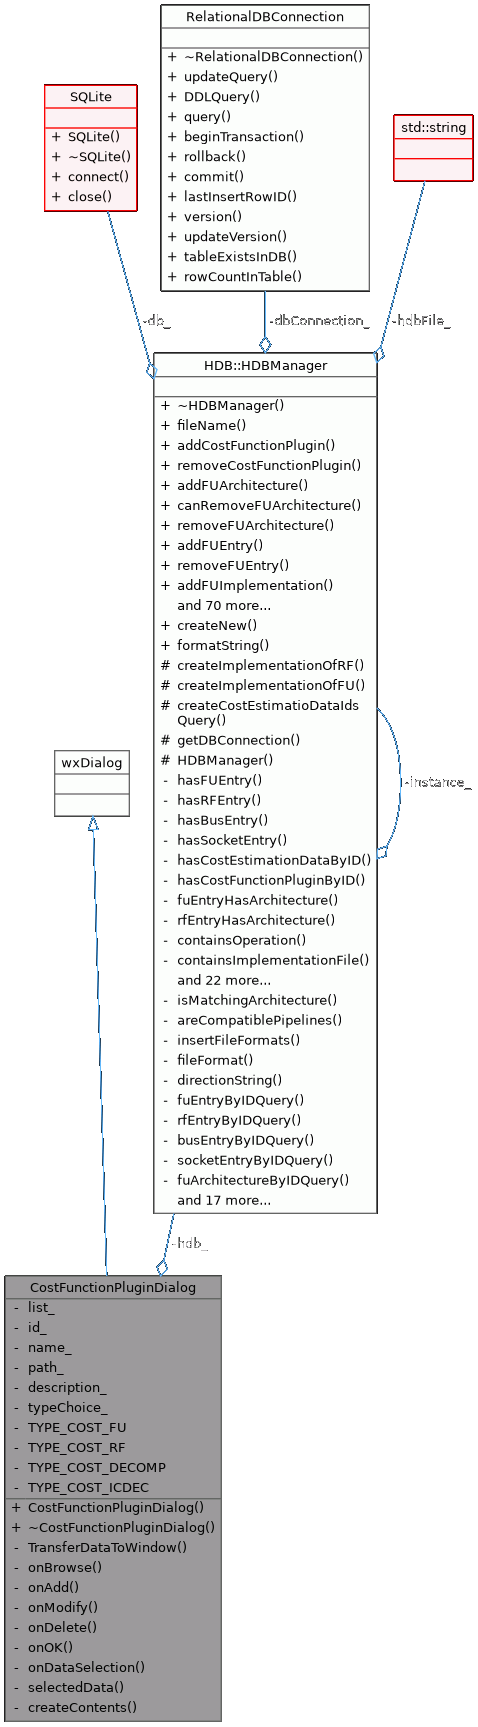 RelationalDBConnection
+ ~RelationalDBConnection()
+ updateQuery()
+ DDLQuery()
+ query()
+ beginTransaction()
+ rollback()
+ commit()
+ lastInsertRowID()
+ version()
+ updateVersion()
+ tableExistsInDB()
+ rowCountInTable()
SQLite
+ SQLite()
+ ~SQLite()
+ connect()
+ close()
std::string
-db_
-dbConnection_
-hdbFile_
HDB::HDBManager
+ ~HDBManager()
+ fileName()
+ addCostFunctionPlugin()
+ removeCostFunctionPlugin()
+ addFUArchitecture()
+ canRemoveFUArchitecture()
+ removeFUArchitecture()
+ addFUEntry()
+ removeFUEntry()
+ addFUImplementation()
and 70 more...
+ createNew()
+ formatString()
# createImplementationOfRF()
# createImplementationOfFU()
# createCostEstimatioDataIds
Query()
# getDBConnection()
# HDBManager()
- hasFUEntry()
- hasRFEntry()
- hasBusEntry()
- hasSocketEntry()
- hasCostEstimationDataByID()
- hasCostFunctionPluginByID()
- fuEntryHasArchitecture()
- rfEntryHasArchitecture()
- containsOperation()
- containsImplementationFile()
and 22 more...
- isMatchingArchitecture()
- areCompatiblePipelines()
- insertFileFormats()
- fileFormat()
- directionString()
- fuEntryByIDQuery()
- rfEntryByIDQuery()
- busEntryByIDQuery()
- socketEntryByIDQuery()
- fuArchitectureByIDQuery()
and 17 more...
-instance_
wxDialog
-hdb_
CostFunctionPluginDialog
- list_
- id_
- name_
- path_
- description_
- typeChoice_
- TYPE_COST_FU
- TYPE_COST_RF
- TYPE_COST_DECOMP
- TYPE_COST_ICDEC
+ CostFunctionPluginDialog()
+ ~CostFunctionPluginDialog()
- TransferDataToWindow()
- onBrowse()
- onAdd()
- onModify()
- onDelete()
- onOK()
- onDataSelection()
- selectedData()
- createContents()